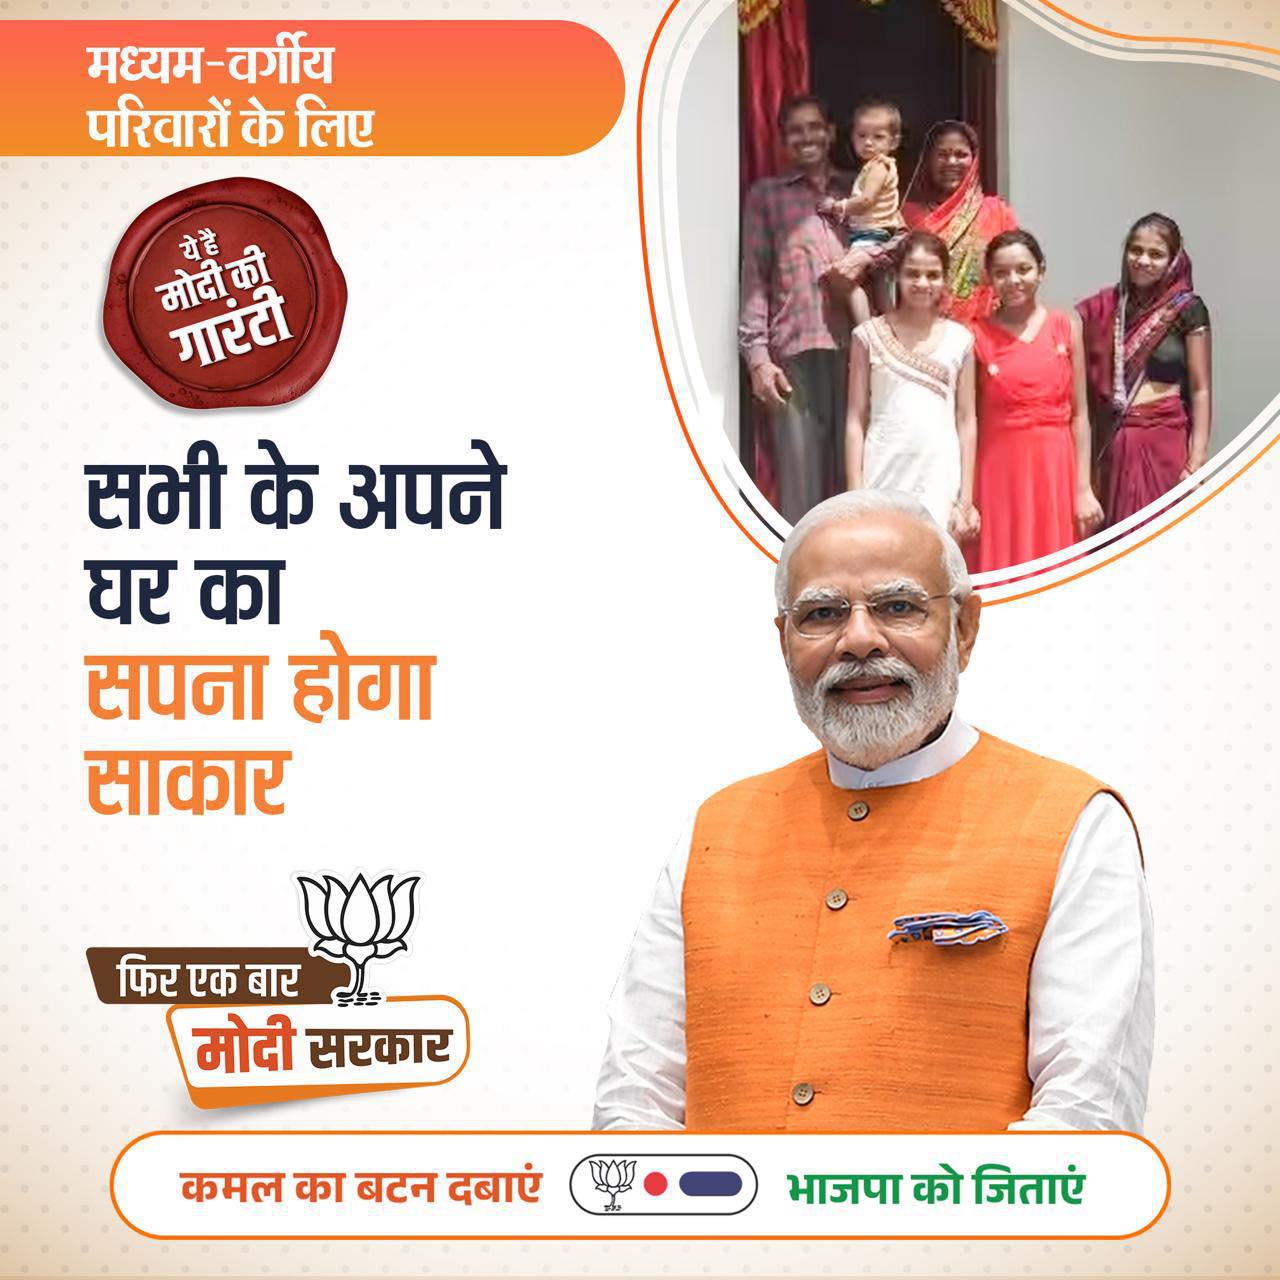 मध्यम-वर्गीय
परिवारों के लिए
ये है
मोदी की
गारंटी
सभी के अपने
घर का
सपना होगा
साकार
फिर एक बार
मोदी सरकार
कमल का बटन दबाएं भाजपा को जिताएं